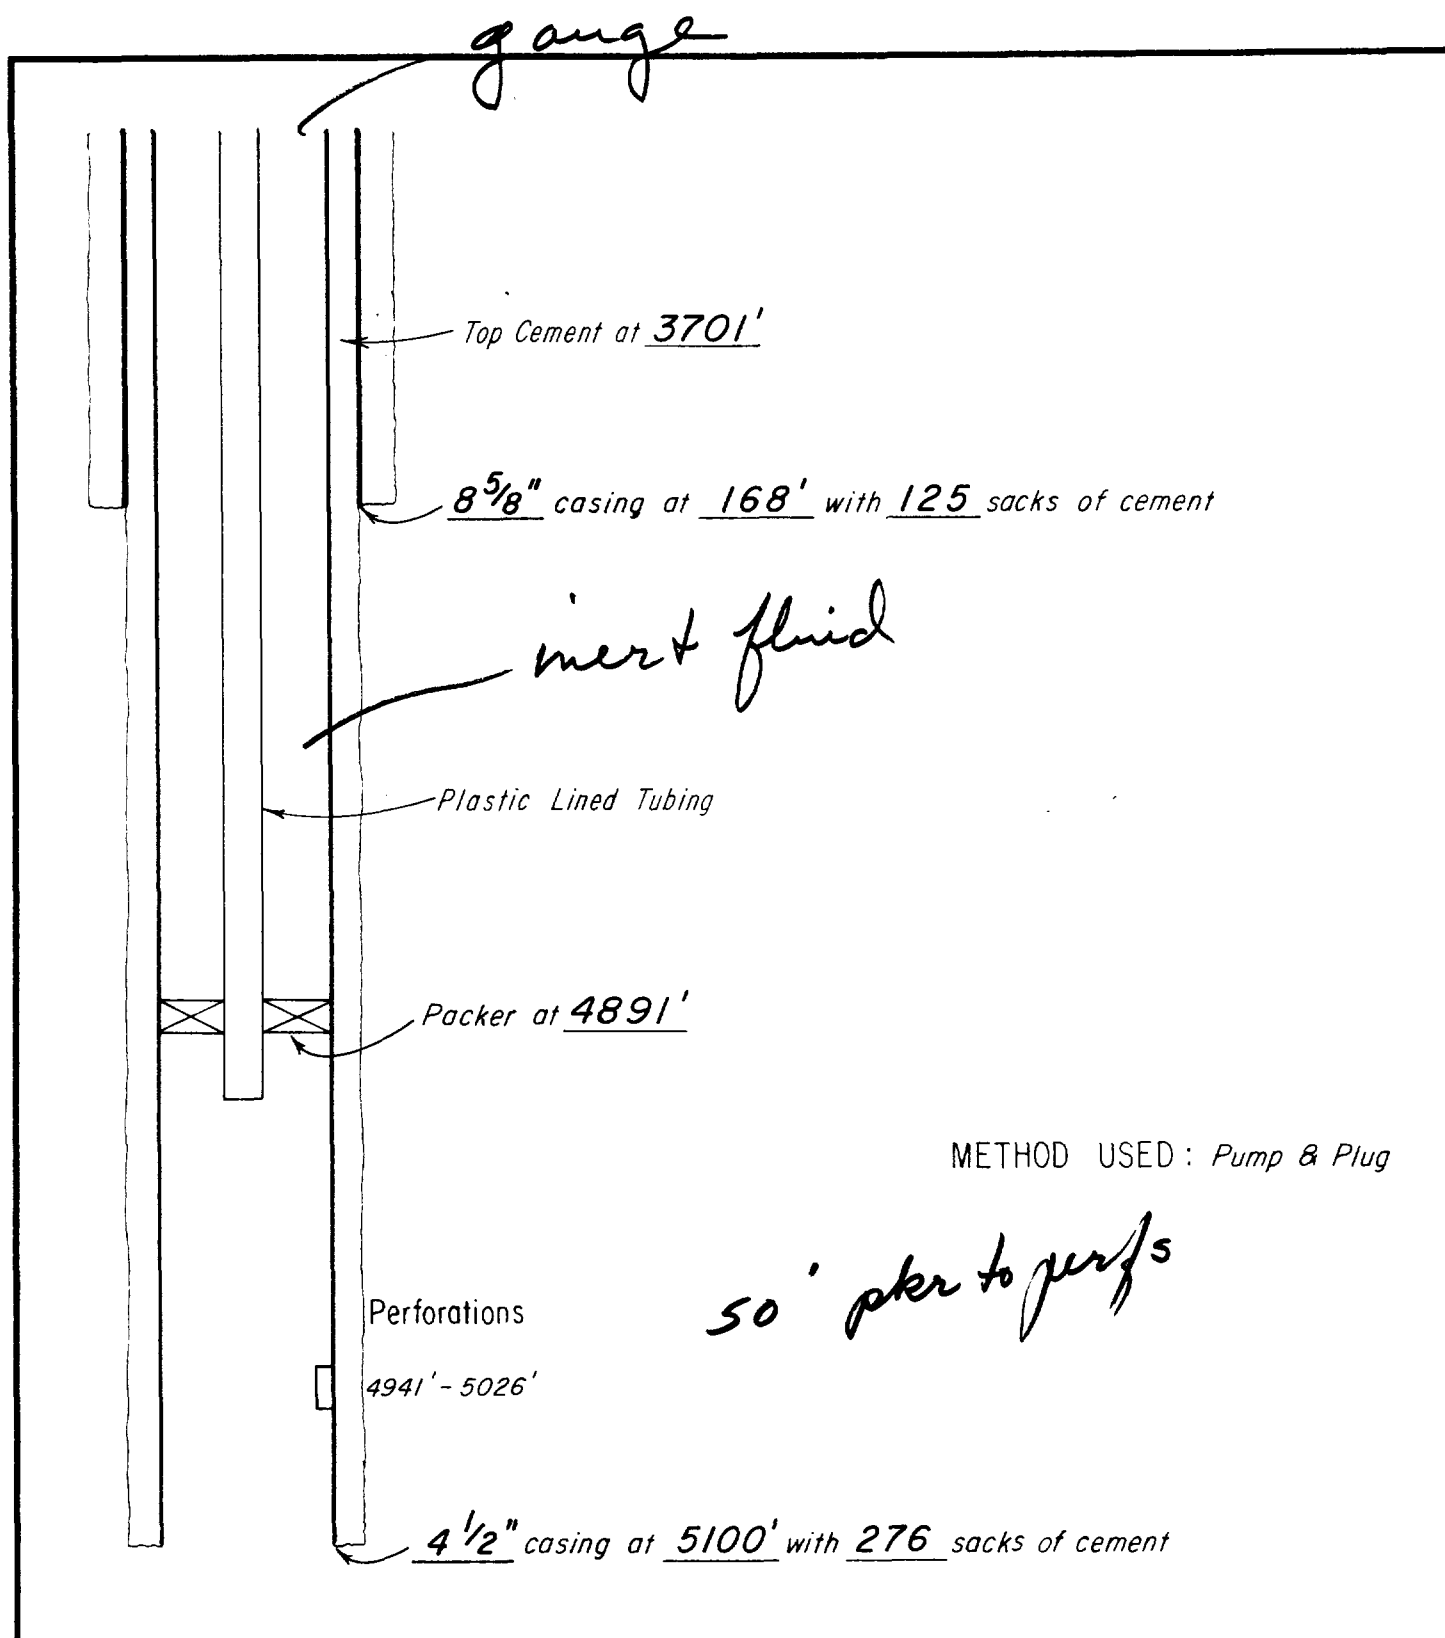 gauge
Top Cement at 3701'
8 5/8" casing at 168' with 125 sacks of cement
inert fluid
Plastic Lined Tubing
Packer at 4891'
METHOD USED: Pump & Plug
50' pkr to perfs
Perforations
4941'-5026'
4 1/2" casing at 5100' with 276 sacks of cement